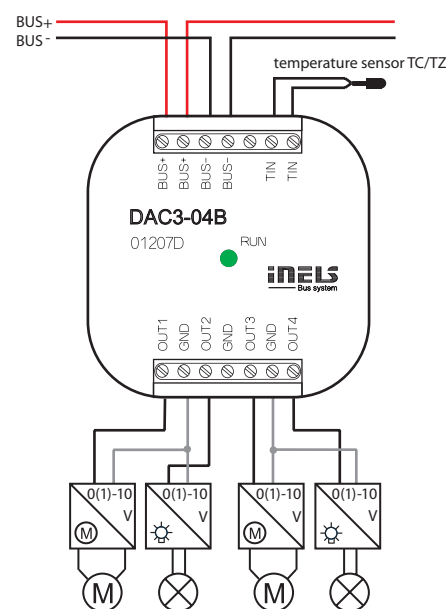 BUS+
BUS -
temperature sensor TC/TZ
BUS+
BUS+
BUS-
BUS-
TIN
TIN
DAC3-04B
01207D
RUN
iNELS
Bus system
OUT1
GND
OUT2
GND
OUT3
GND
OUT4
0(1)-10
V
M
0(1)-10
V
0(1)-10
V
M
0(1)-10
V
M
M